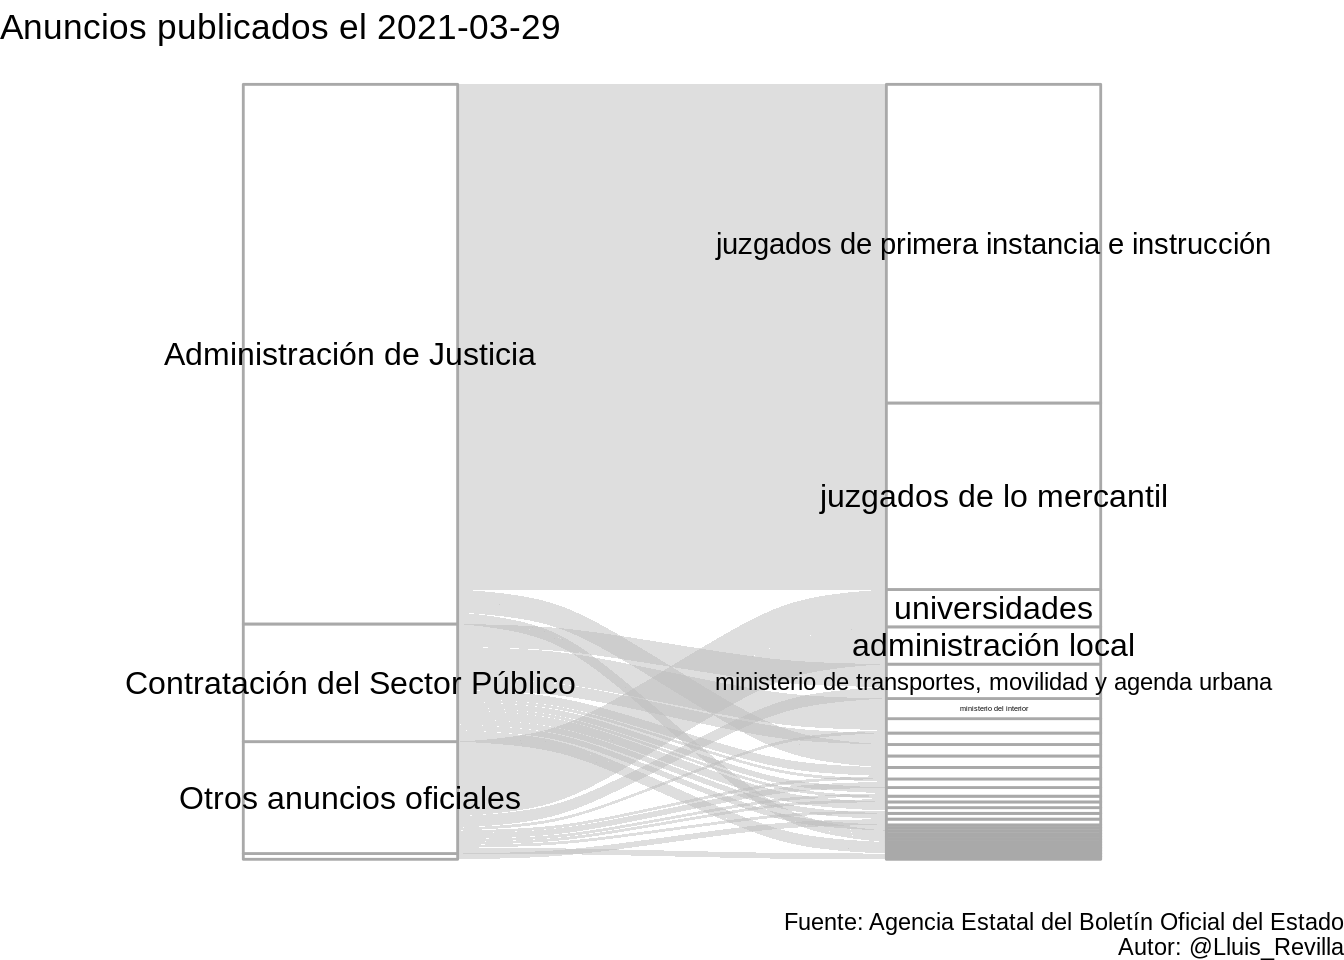 Anuncios publicados el 2021-03-29
juzgados de primera instancia e instrucción
Administración de Justicia
juzgados de lo mercantil
universidades
administración local
Contratación del Sector Público
ministerio de transportes, movilidad y agenda urbana
ministerio del interior
Otros anuncios oficiales
Fuente: Agencia Estatal del Boletín Oficial del Estado
Autor: @Lluis_Revilla